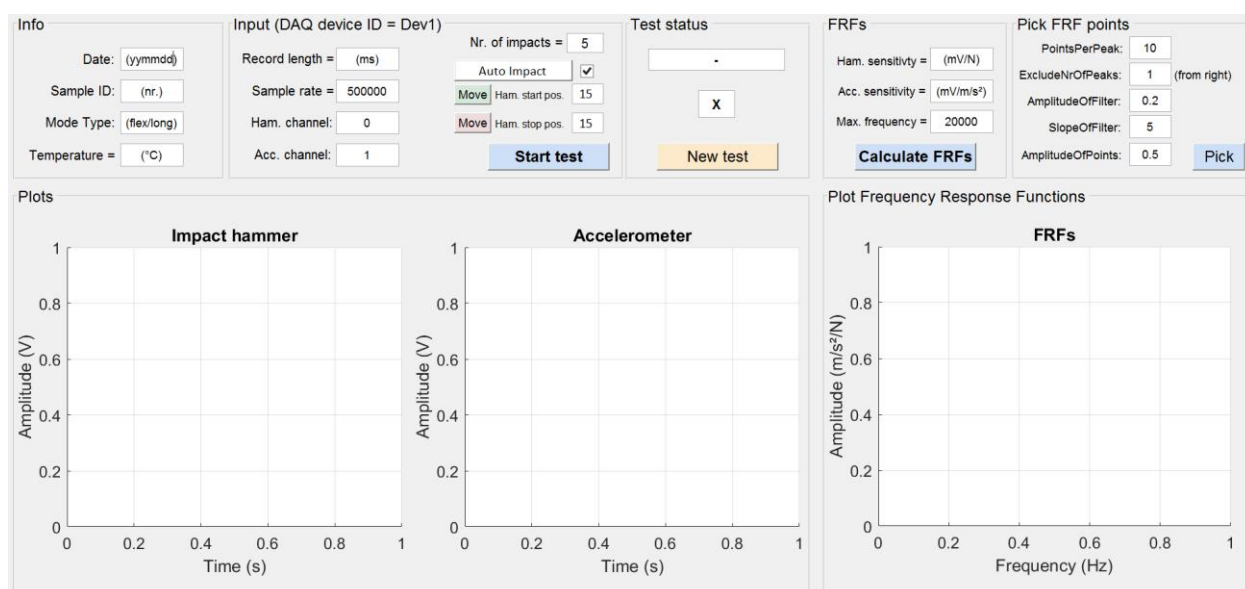 Info
Date: (yymmdd)
Sample ID: (nr.)
Mode Type: (flex/long)
Temperature = (°C)
Input (DAQ device ID = Dev1)
Record length = (ms)
Sample rate = 500000
Ham. channel: 0
Acc. channel: 1
Nr. of impacts = 5
Auto Impact
Move Ham. start pos. 15
Move Ham. stop pos. 15
Start test
Test status
-
X
New test
FRFs
Ham. sensitivty = (mV/N)
Acc. sensitivity = (mV/m/s²)
Max. frequency = 20000
Calculate FRFs
Pick FRF points
PointsPerPeak: 10
ExcludeNrOfPeaks: 1 (from right)
AmplitudeOfFilter: 0.2
SlopeOfFilter: 5
AmplitudeOfPoints: 0.5
Pick
Plots
Impact hammer
Amplitude (V)
1
0.8
0.6
0.4
0.2
0
0 0.2 0.4 0.6 0.8 1
Time (s)
Accelerometer
Amplitude (V)
1
0.8
0.6
0.4
0.2
0
0 0.2 0.4 0.6 0.8 1
Time (s)
Plot Frequency Response Functions
FRFs
Amplitude (m/s²/N)
1
0.8
0.6
0.4
0.2
0
0 0.2 0.4 0.6 0.8 1
Frequency (Hz)